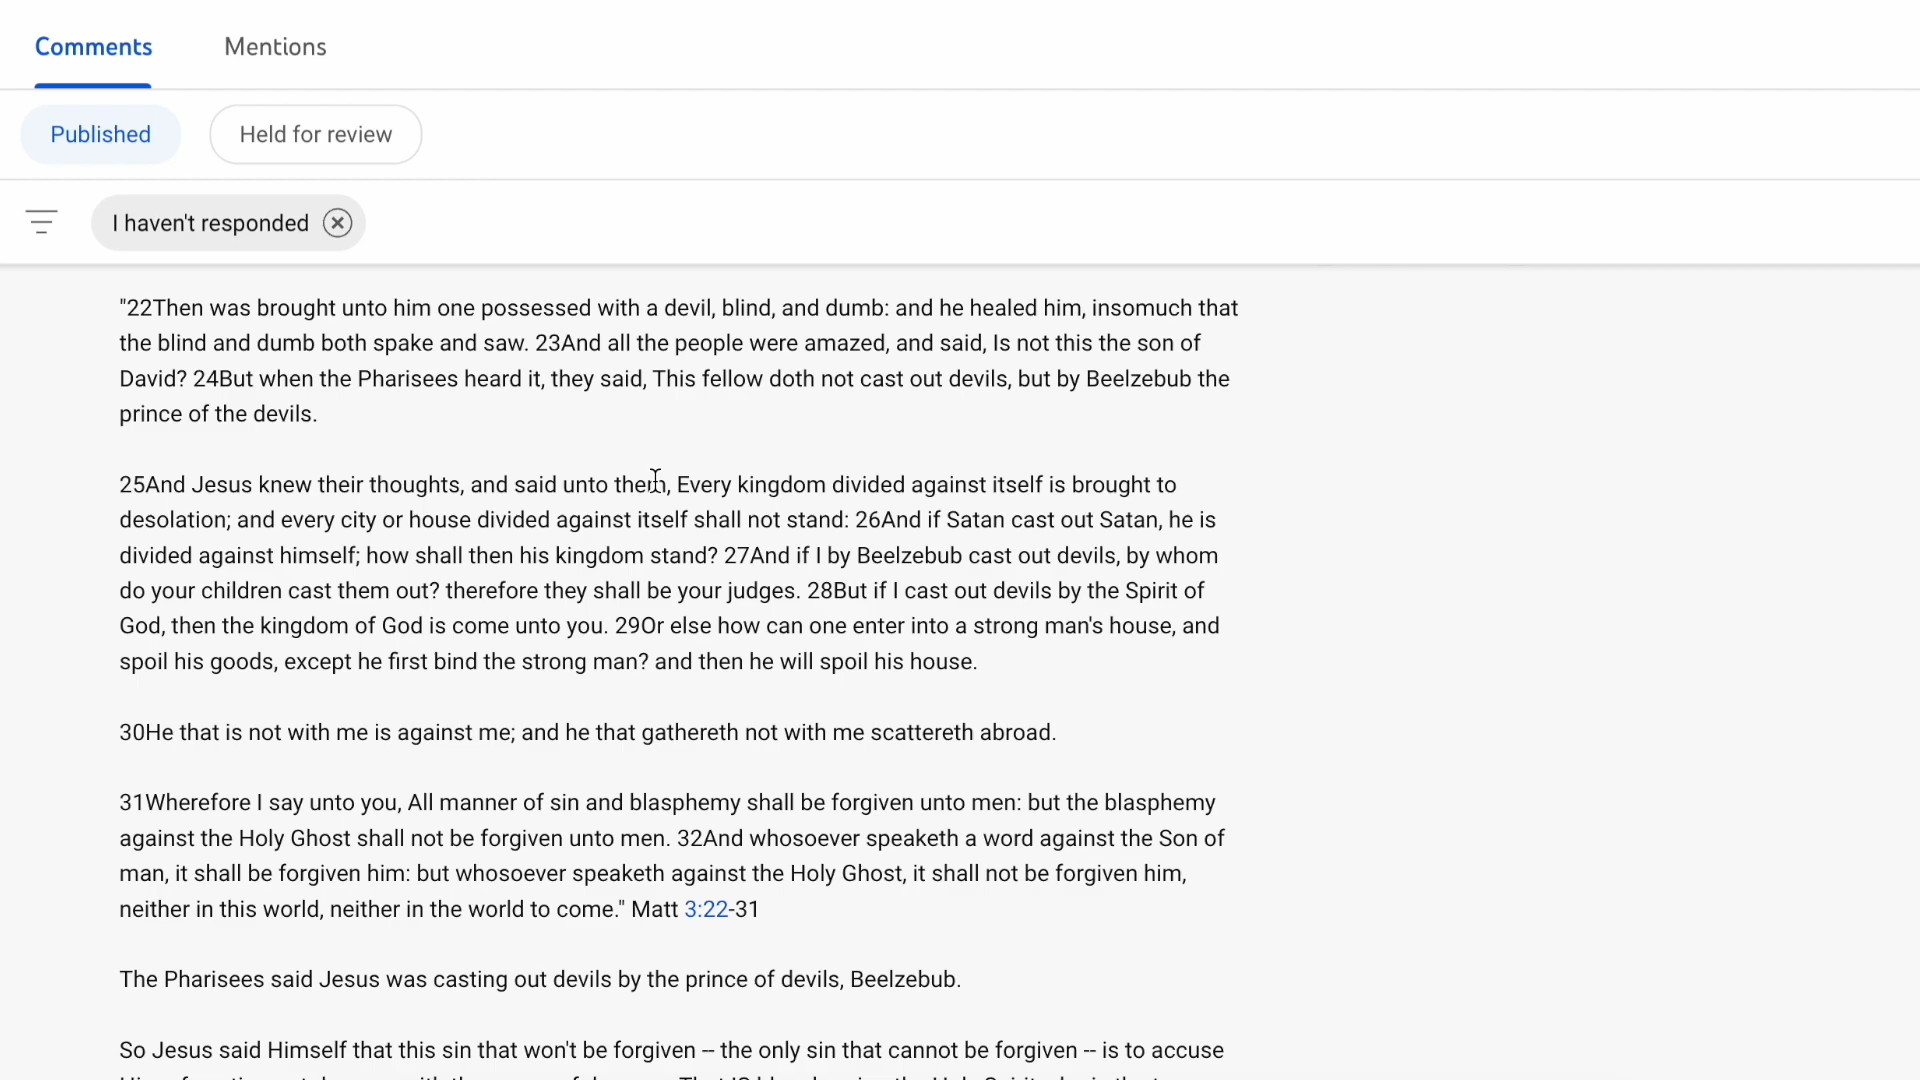 Comments Mentions
Published Held for review
I haven't responded
"22Then was brought unto him one possessed with a devil, blind, and dumb: and he healed him, insomuch that
the blind and dumb both spake and saw. 23And all the people were amazed, and said, Is not this the son of
David? 24But when the Pharisees heard it, they said, This fellow doth not cast out devils, but by Beelzebub the
prince of the devils.
25And Jesus knew their thoughts, and said unto them, Every kingdom divided against itself is brought to
desolation; and every city or house divided against itself shall not stand: 26And if Satan cast out Satan, he is
divided against himself; how shall then his kingdom stand? 27And if I by Beelzebub cast out devils, by whom
do your children cast them out? therefore they shall be your judges. 28But if I cast out devils by the Spirit of
God, then the kingdom of God is come unto you. 29Or else how can one enter into a strong man's house, and
spoil his goods, except he first bind the strong man? and then he will spoil his house.
30He that is not with me is against me; and he that gathereth not with me scattereth abroad.
31Wherefore I say unto you, All manner of sin and blasphemy shall be forgiven unto men: but the blasphemy
against the Holy Ghost shall not be forgiven unto men. 32And whosoever speaketh a word against the Son of
man, it shall be forgiven him: but whosoever speaketh against the Holy Ghost, it shall not be forgiven him,
neither in this world, neither in the world to come." Matt 3:22-31
The Pharisees said Jesus was casting out devils by the prince of devils, Beelzebub.
So Jesus said Himself that this sin that won't be forgiven -- the only sin that cannot be forgiven -- is to accuse